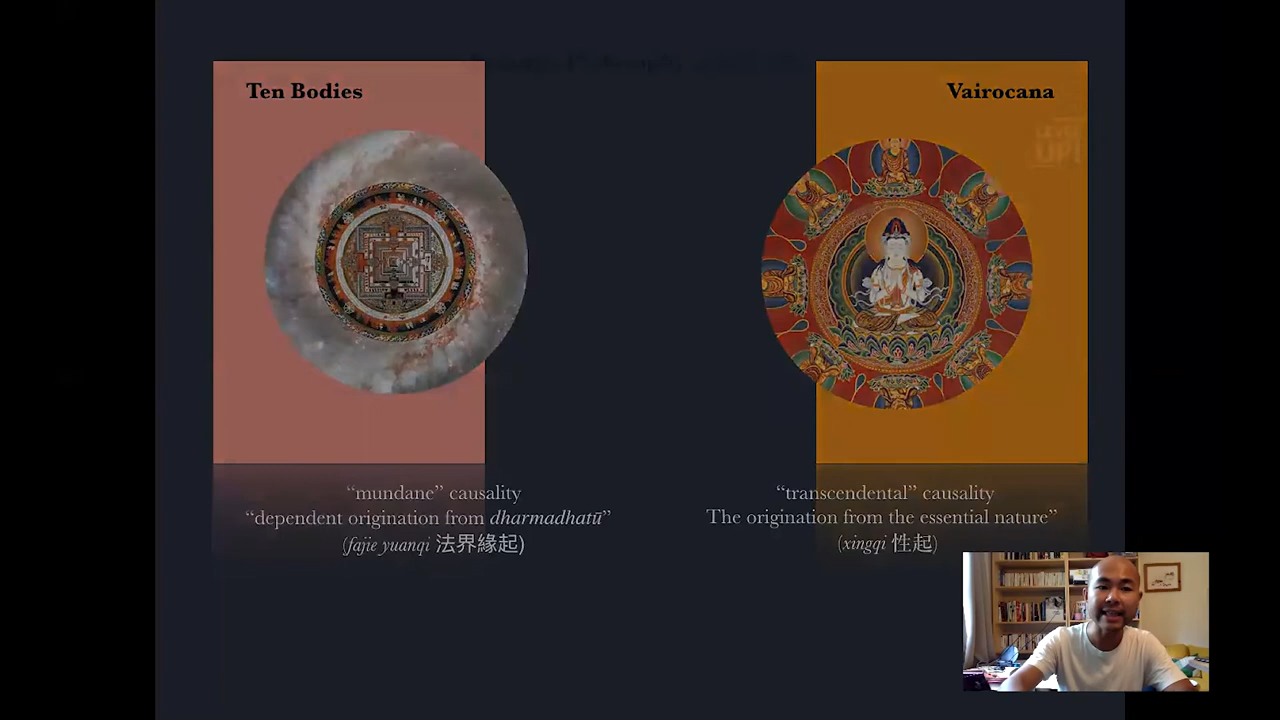 Ten Bodies
Vairocana
“mundane” causality
“dependent origination from dharmadhatū”
(fajie yuanqi 法界緣起)
“transcendental” causality
The origination from the essential nature”
(xingqi 性起)